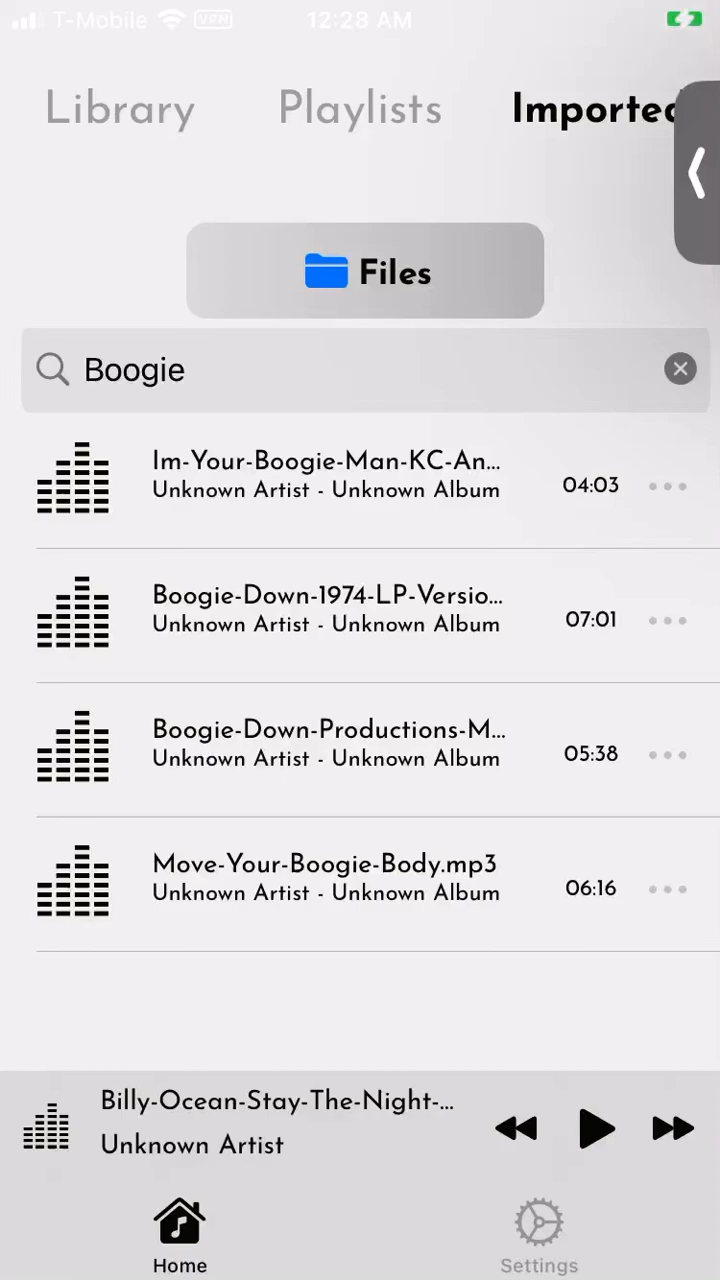 T-Mobile VPN 12:28 AM
Library Playlists Imported
Files
Boogie
Im-Your-Boogie-Man-KC-An...
Unknown Artist - Unknown Album
04:03
Boogie-Down-1974-LP-Versio...
Unknown Artist - Unknown Album
07:01
Boogie-Down-Productions-M...
Unknown Artist - Unknown Album
05:38
Move-Your-Boogie-Body.mp3
Unknown Artist - Unknown Album
06:16
Billy-Ocean-Stay-The-Night-...
Unknown Artist
Home Settings